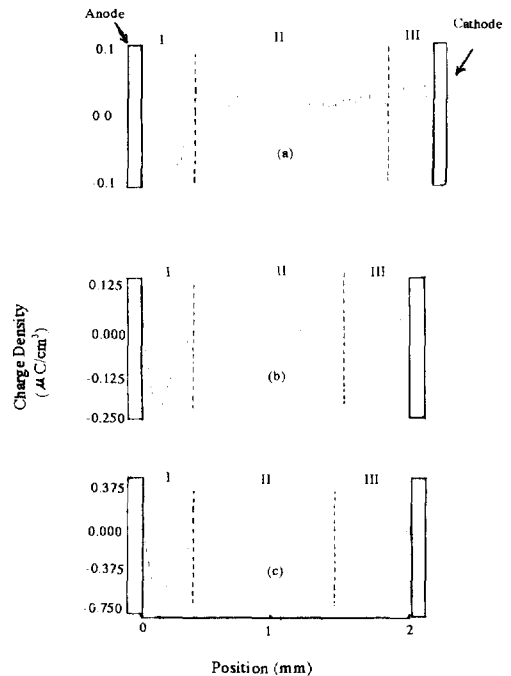 Anode
Cathode
I II III
0.1
0 0
-0.1
(a)
I II III
0.125
0.000
-0.125
-0.250
(b)
Charge Density
(μC/cm³)
I II III
0.375
0.000
-0.375
-0.750
(c)
0 1 2
Position (mm)